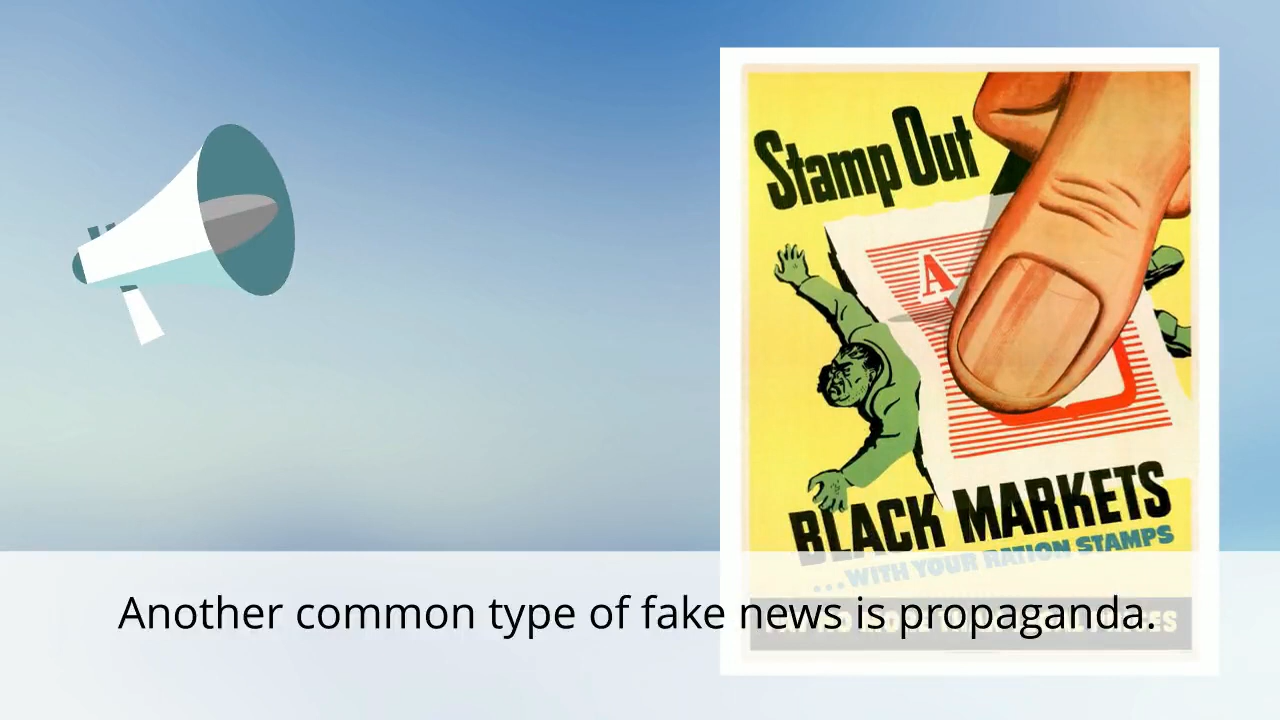 Stamp Out
A
BLACK MARKETS
...WITH YOUR RATION STAMPS
Another common type of fake news is propaganda.